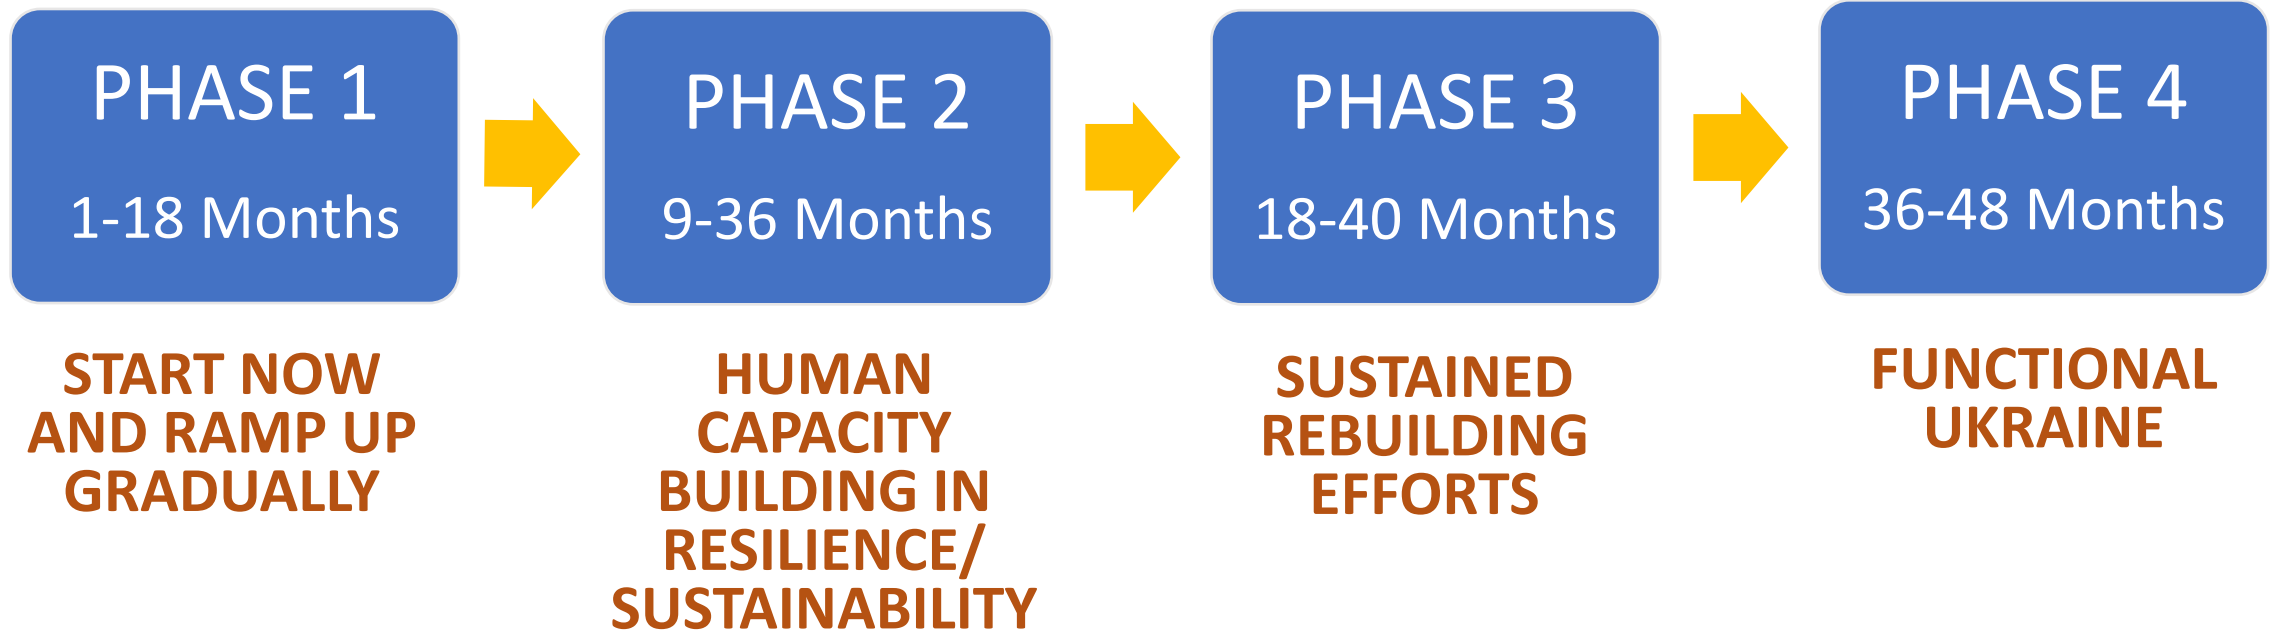 PHASE 1
1-18 Months
START NOW
AND RAMP UP
GRADUALLY
PHASE 2
9-36 Months
HUMAN
CAPACITY
BUILDING IN
RESILIENCE/
SUSTAINABILITY
PHASE 3
18-40 Months
SUSTAINED
REBUILDING
EFFORTS
PHASE 4
36-48 Months
FUNCTIONAL
UKRAINE